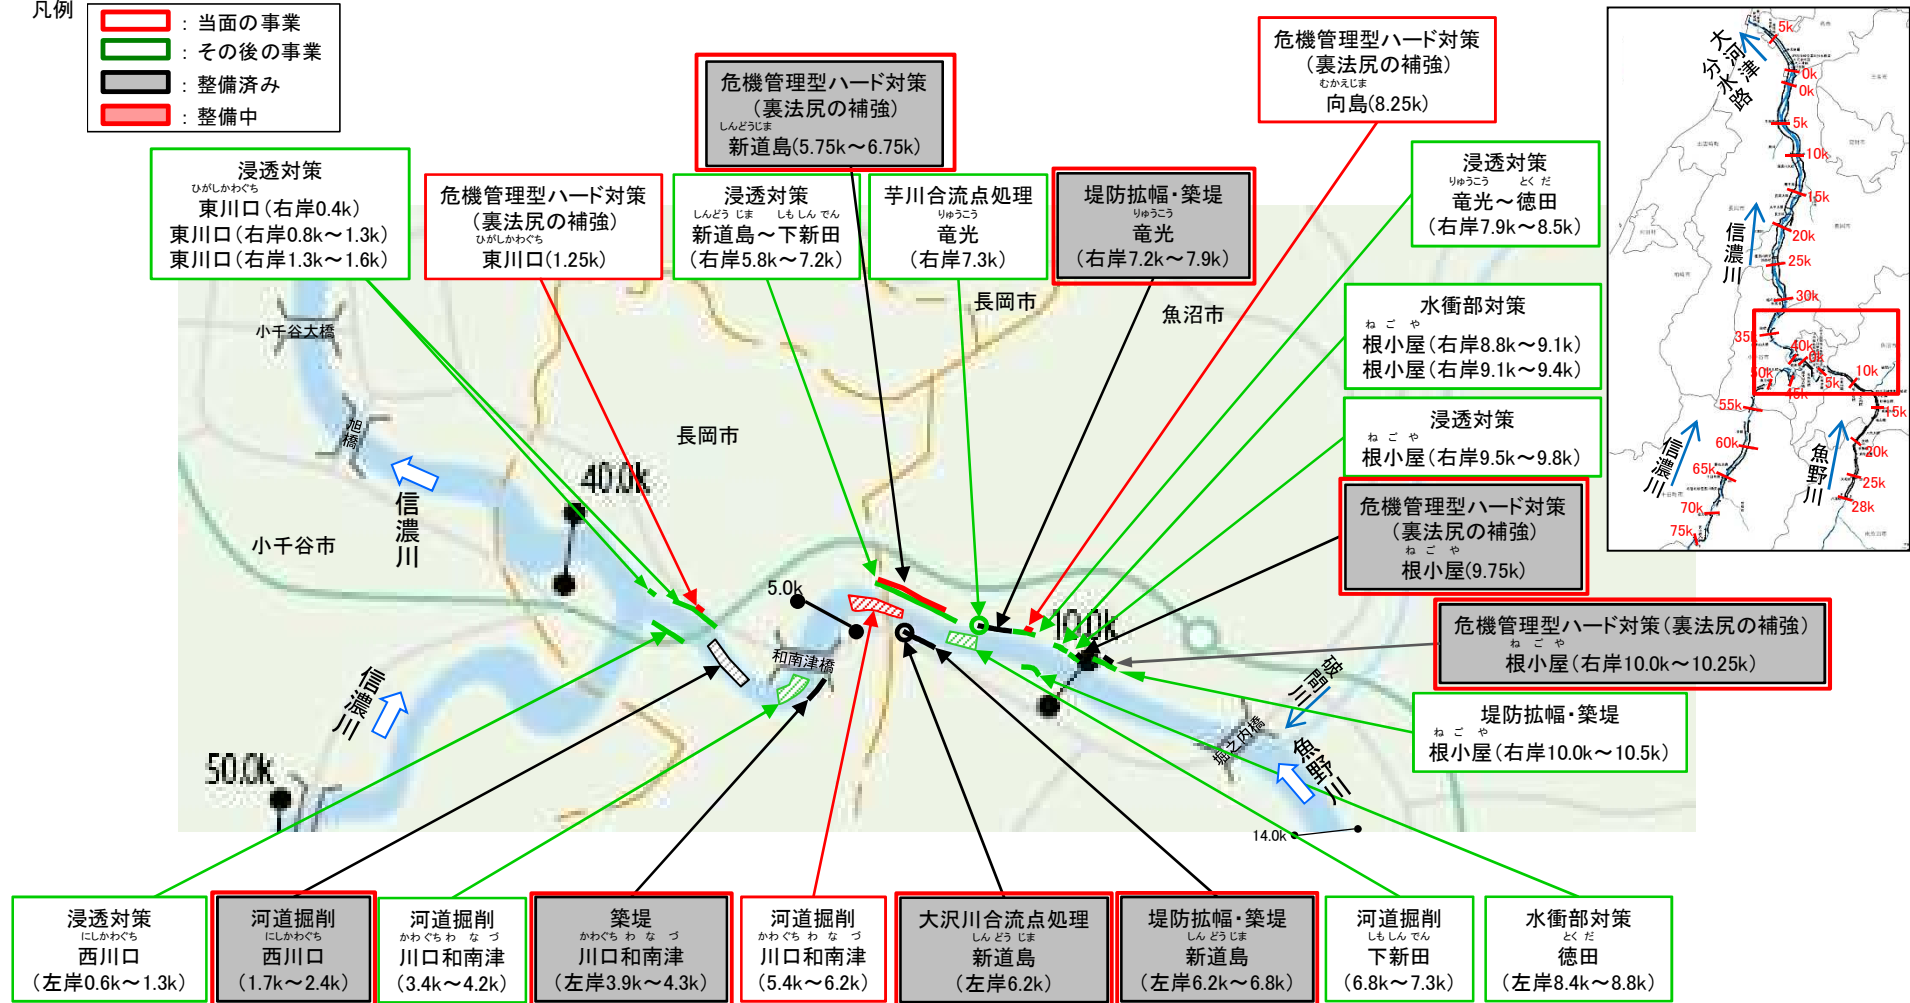 凡例
：当面の事業
：その後の事業
：整備済み
：整備中
危機管理型ハード対策
（裏法尻の補強）
しんどうじま
新道島(5.75k～6.75k)
危機管理型ハード対策
（裏法尻の補強）
むかえじま
向島(8.25k)
浸透対策
ひがしかわぐち
東川口(右岸0.4k)
東川口(右岸0.8k～1.3k)
東川口(右岸1.3k～1.6k)
危機管理型ハード対策
（裏法尻の補強）
ひがしかわぐち
東川口(1.25k)
浸透対策
しんどうじま　しもしんでん
新道島～下新田
(右岸5.8k～7.2k)
芋川合流点処理
りゅうこう
竜光
(右岸7.3k)
堤防拡幅・築堤
りゅうこう
竜光
(右岸7.2k～7.9k)
浸透対策
りゅうこう　とくだ
竜光～徳田
(右岸7.9k～8.5k)
水衝部対策
ねごや
根小屋(右岸8.8k～9.1k)
根小屋(右岸9.1k～9.4k)
浸透対策
ねごや
根小屋(右岸9.5k～9.8k)
危機管理型ハード対策
（裏法尻の補強）
ねごや
根小屋(9.75k)
危機管理型ハード対策(裏法尻の補強)
ねごや
根小屋(右岸10.0k～10.25k)
堤防拡幅・築堤
ねごや
根小屋(右岸10.0k～10.5k)
小千谷大橋
旭橋
信濃川
小千谷市
長岡市
長岡市
魚沼市
40.0k
50.0k
信濃川
5.0k
和南津橋
10.0k
破間川
堀之内橋
魚野川
14.0k
浸透対策
にしかわぐち
西川口
(左岸0.6k～1.3k)
河道掘削
にしかわぐち
西川口
(1.7k～2.4k)
河道掘削
かわぐちわなづ
川口和南津
(3.4k～4.2k)
築堤
かわぐちわなづ
川口和南津
(左岸3.9k～4.3k)
河道掘削
かわぐちわなづ
川口和南津
(5.4k～6.2k)
大沢川合流点処理
しんどうじま
新道島
(左岸6.2k)
堤防拡幅・築堤
しんどうじま
新道島
(左岸6.2k～6.8k)
河道掘削
しもしんでん
下新田
(6.8k～7.3k)
水衝部対策
とくだ
徳田
(左岸8.4k～8.8k)
大河津分水路
5k
0k
0k
5k
10k
15k
20k
25k
30k
35k
40k
0k
5k
10k
15k
20k
25k
28k
45k
50k
55k
60k
65k
70k
75k
信濃川
信濃川
魚野川